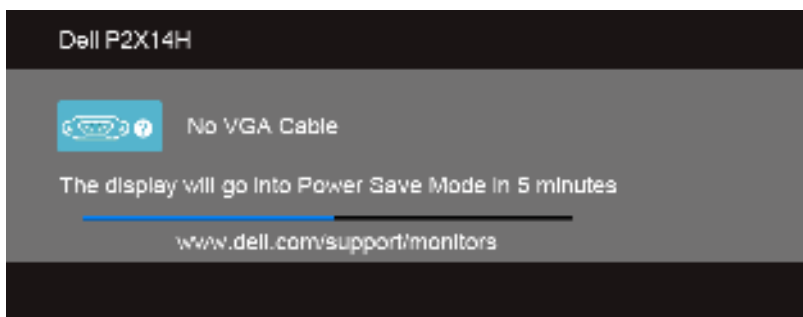 Dell P2X14H
No VGA Cable
The display will go into Power Save Mode in 5 minutes
www.dell.com/support/monitors